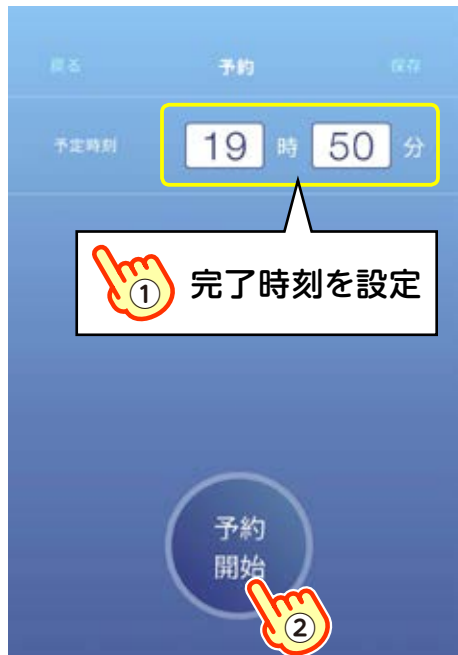 戻る 予約 保存
予定時刻 19 時 50 分
① 完了時刻を設定
予約
開始
②